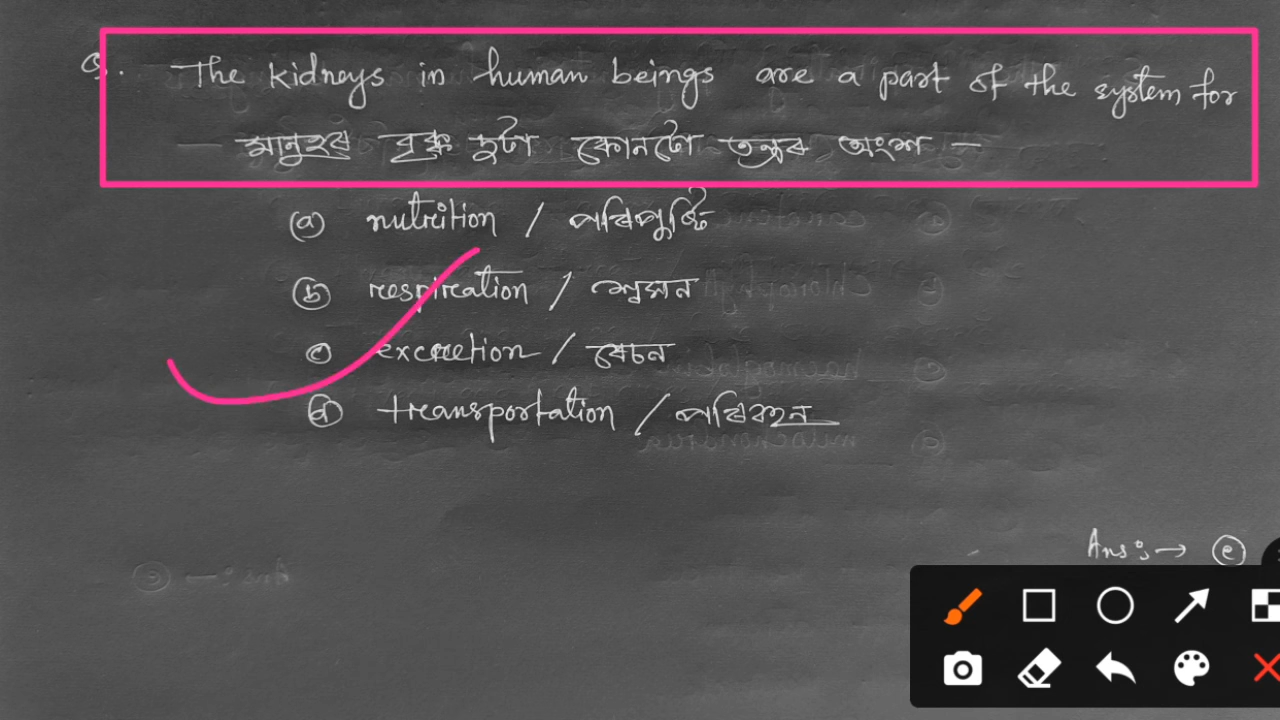 Q. The kidneys in human beings are a part of the system for
— মানুহৰ বৃক্ক দুটা কোনটো তন্ত্ৰৰ অংশ —
(a) nutrition / পৰিপুষ্টি
(b) respiration / শ্বসন
(c) excretion / ৰেচন
(d) transportation / পৰিবহন
Ans:→ (c)